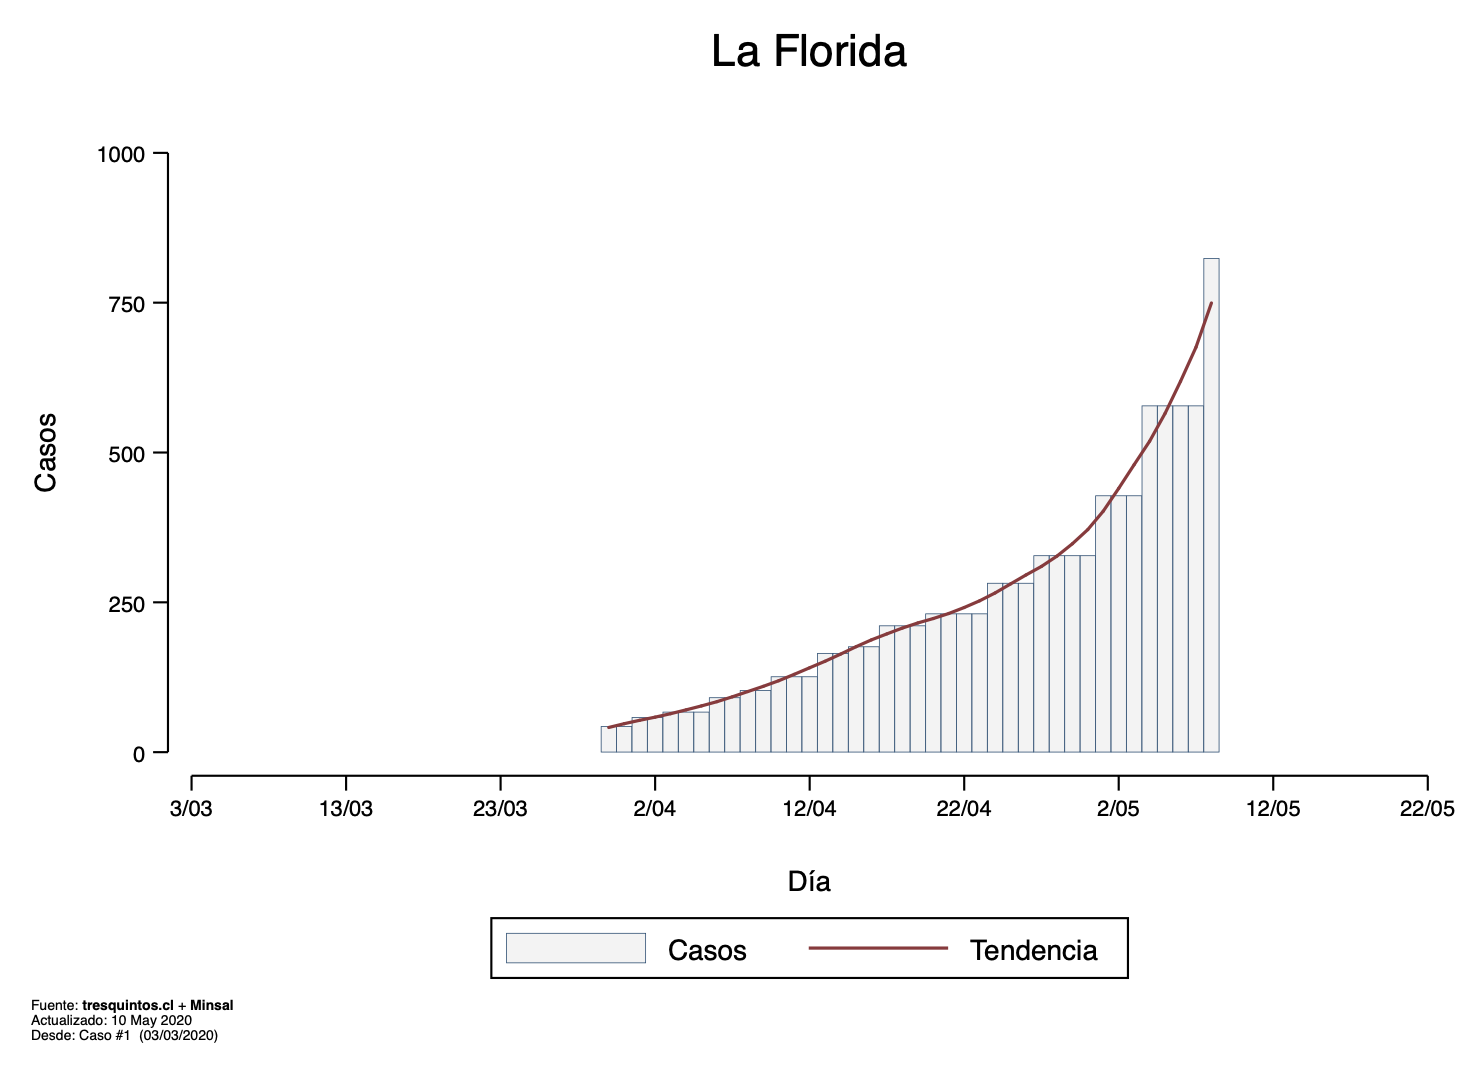 La Florida
1000
750
500
250
0
Casos
3/03 13/03 23/03 2/04 12/04 22/04 2/05 12/05 22/05
Día
Casos Tendencia
Fuente: tresquintos.cl + Minsal
Actualizado: 10 May 2020
Desde: Caso #1 (03/03/2020)